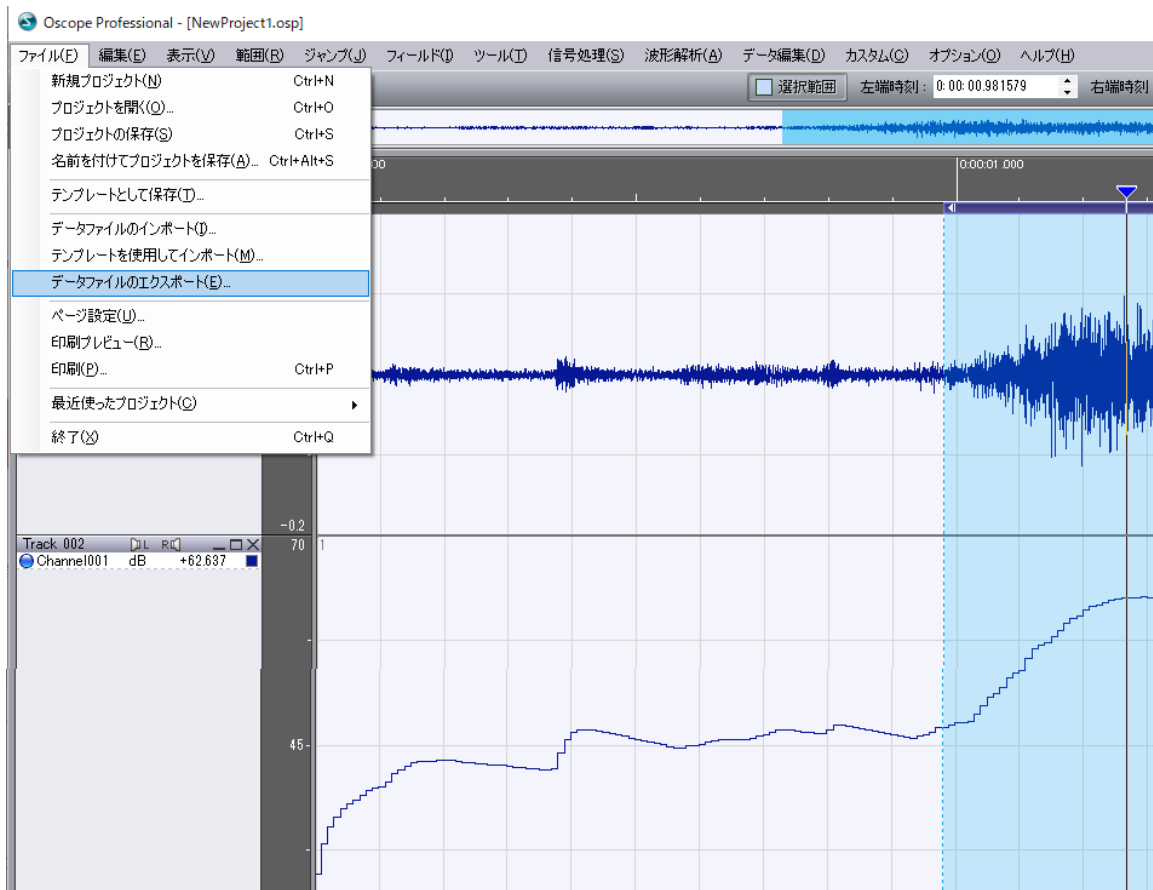 Oscope Professional - [NewProject1.osp]
ファイル(F) 編集(E) 表示(V) 範囲(R) ジャンプ(J) フィールド(I) ツール(T) 信号処理(S) 波形解析(A) データ編集(D) カスタム(C) オプション(O) ヘルプ(H)
選択範囲 左端時刻 : 0:00:00.981579 右端時刻
新規プロジェクト(N) Ctrl+N
プロジェクトを開く(O)...
Ctrl+O
プロジェクトの保存(S) Ctrl+S
名前を付けてプロジェクトを保存(A)... Ctrl+Alt+S
テンプレートとして保存(T)...
データファイルのインポート(I)...
テンプレートを使用してインポート(M)...
データファイルのエクスポート(E)...
ページ設定(U)...
印刷プレビュー(R)...
印刷(P)... Ctrl+P
最近使ったプロジェクト(C)
終了(X) Ctrl+Q
00
0:00:01.000
-0.2
Track 002 L R
70 1
Channel001 dB +62.637
45